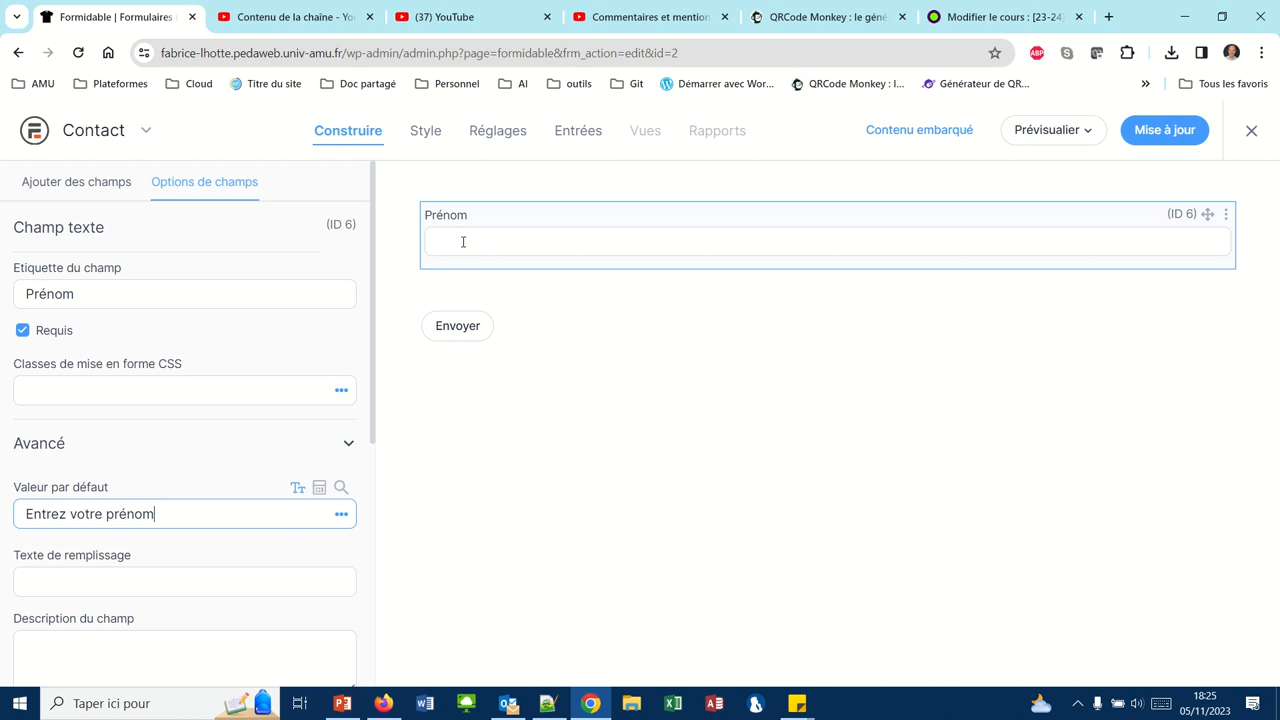 Formidable | Formulaires
Contenu de la chaîne - Yo
(37) YouTube
Commentaires et mention
QRCode Monkey : le géné
Modifier le cours : [23-24]
fabrice-lhotte.pedaweb.univ-amu.fr/wp-admin/admin.php?page=formidable&frm_action=edit&id=2
ABP
AMU
Plateformes
Cloud
Titre du site
Doc partagé
Personnel
AI
outils
Git
Démarrer avec Wor...
QRCode Monkey : l...
Générateur de QR...
»
Tous les favoris
Contact
Construire
Style
Réglages
Entrées
Vues
Rapports
Contenu embarqué
Prévisualier
Mise à jour
Ajouter des champs
Options de champs
Champ texte
(ID 6)
Etiquette du champ
Prénom
Requis
Classes de mise en forme CSS
Avancé
Valeur par défaut
Entrez votre prénom
Texte de remplissage
Description du champ
Prénom
(ID 6)
Envoyer
Taper ici pour
18:25
05/11/2023